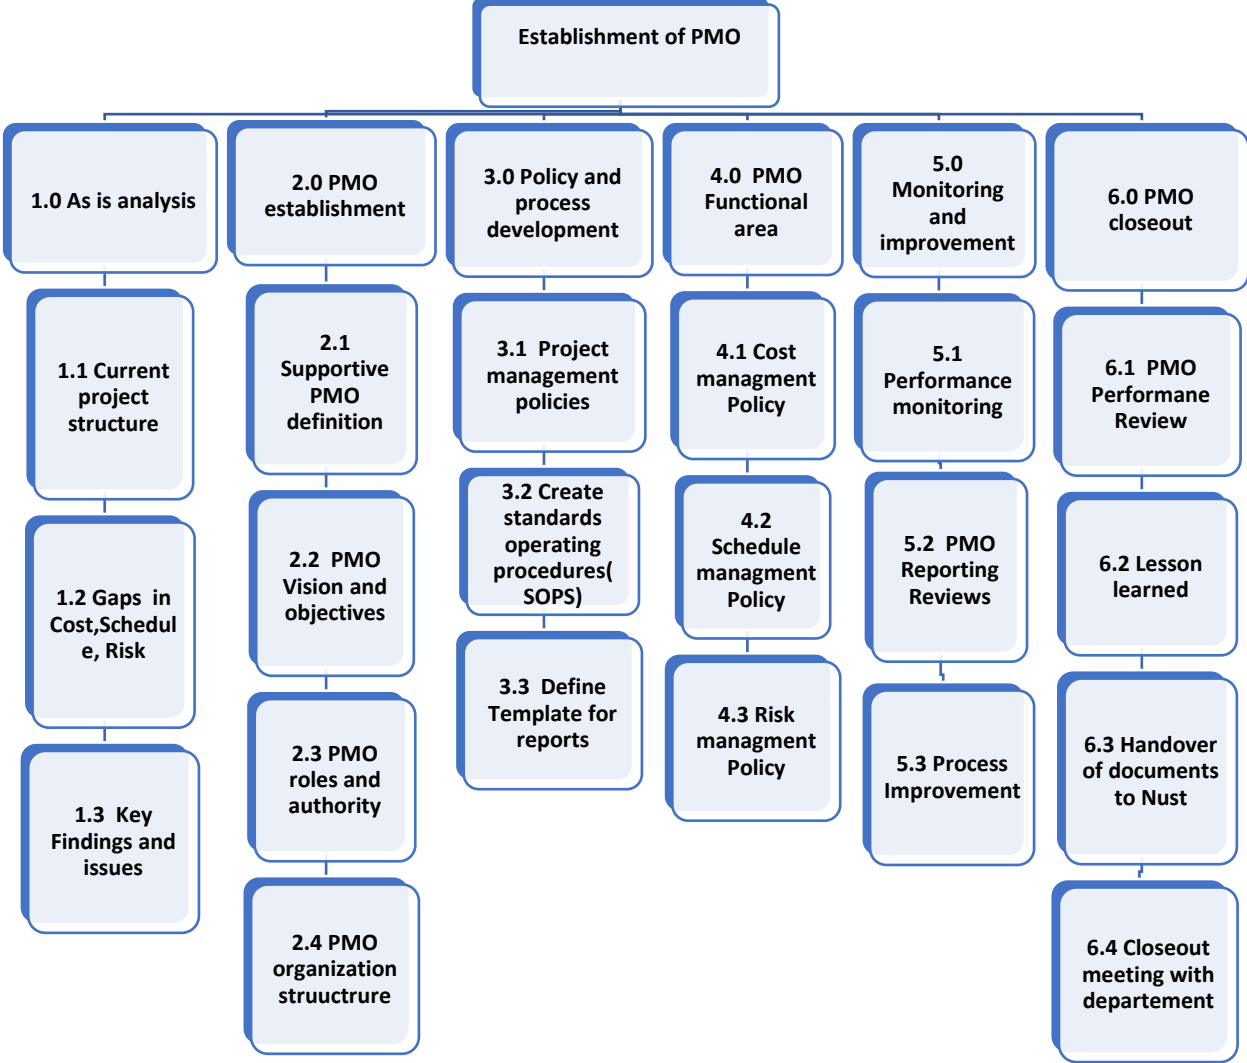 Establishment of PMO
1.0 As is analysis
1.1 Current
project
structure
1.2 Gaps in
Cost,Schedul
e, Risk
1.3 Key
Findings and
issues
2.0 PMO
establishment
2.1
Supportive
PMO
definition
2.2 PMO
Vision and
objectives
2.3 PMO
roles and
authority
2.4 PMO
organization
struuctrure
3.0 Policy and
process
development
3.1 Project
management
policies
3.2 Create
standards
operating
procedures(
SOPS)
3.3 Define
Template for
reports
4.0 PMO
Functional
area
4.1 Cost
managment
Policy
4.2
Schedule
managment
Policy
4.3 Risk
managment
Policy
5.0
Monitoring
and
improvement
5.1
Performance
monitoring
5.2 PMO
Reporting
Reviews
5.3 Process
Improvement
6.0 PMO
closeout
6.1 PMO
Performane
Review
6.2 Lesson
learned
6.3 Handover
of documents
to Nust
6.4 Closeout
meeting with
departement